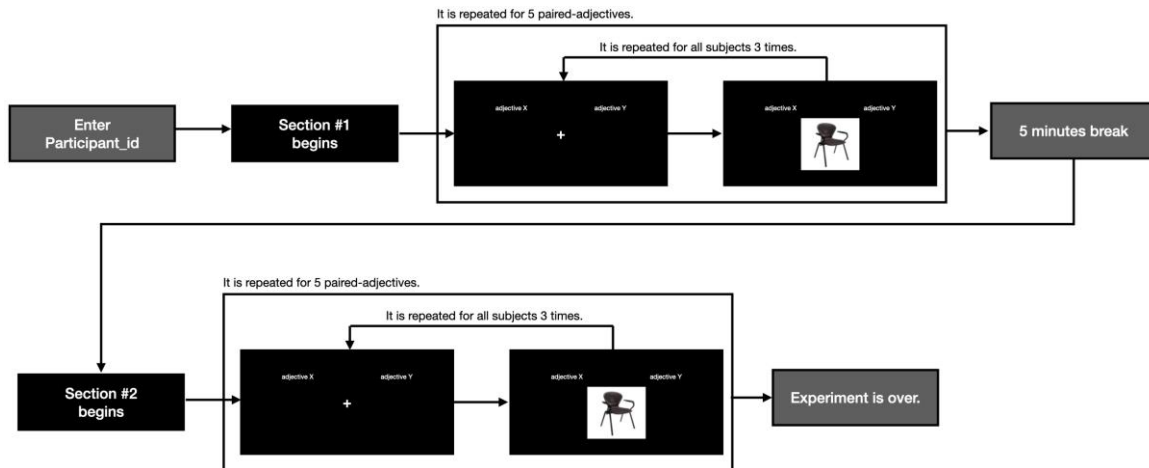 It is repeated for 5 paired-adjectives.
It is repeated for all subjects 3 times.
Enter
Participant_id
Section #1
begins
adjective X
adjective Y
+
adjective X
adjective Y
5 minutes break
It is repeated for 5 paired-adjectives.
It is repeated for all subjects 3 times.
Section #2
begins
adjective X
adjective Y
+
adjective X
adjective Y
Experiment is over.